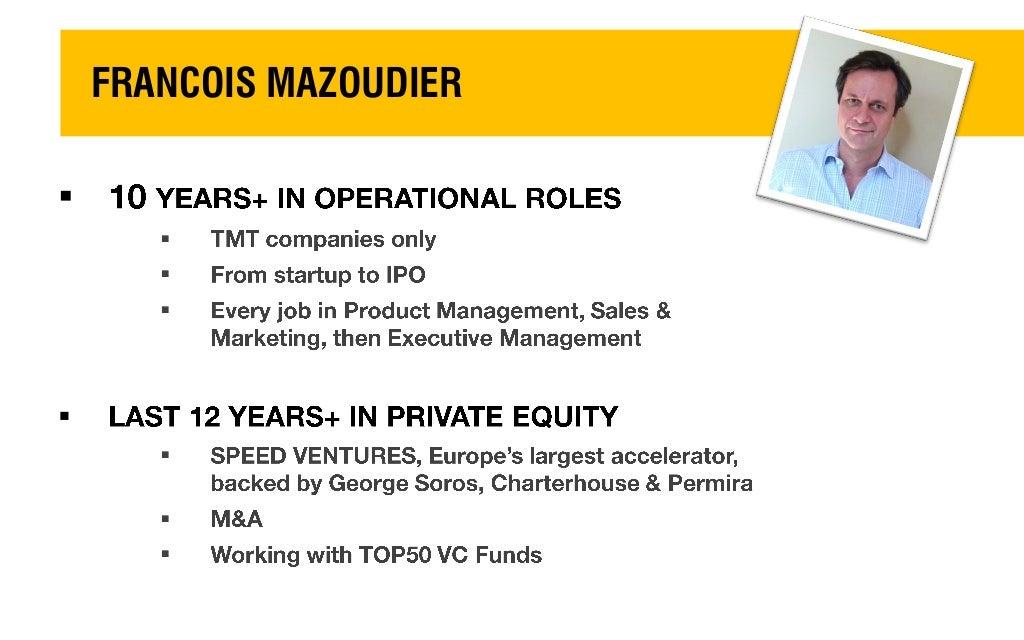 FRANCOIS MAZOUDIER
▪ 10 YEARS+ IN OPERATIONAL ROLES
▪ TMT companies only
▪ From startup to IPO
▪ Every job in Product Management, Sales &
Marketing, then Executive Management
▪ LAST 12 YEARS+ IN PRIVATE EQUITY
▪ SPEED VENTURES, Europe's largest accelerator,
backed by George Soros, Charterhouse & Permira
▪ M&A
▪ Working with TOP50 VC Funds